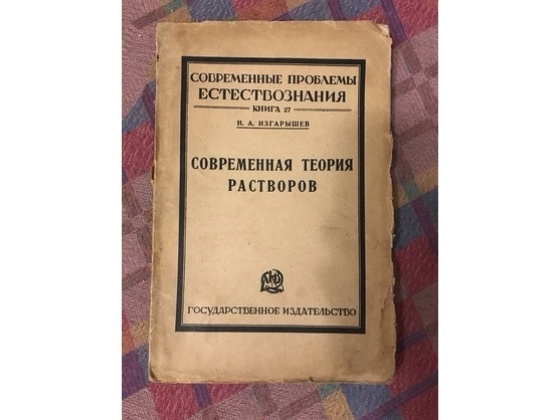 СОВРЕМЕННЫЕ ПРОБЛЕМЫ
ЕСТЕСТВОЗНАНИЯ
КНИГА 27
Н. А. ИЗГАРЫШЕВ
СОВРЕМЕННАЯ ТЕОРИЯ
РАСТВОРОВ
ГОСУДАРСТВЕННОЕ ИЗДАТЕЛЬСТВО